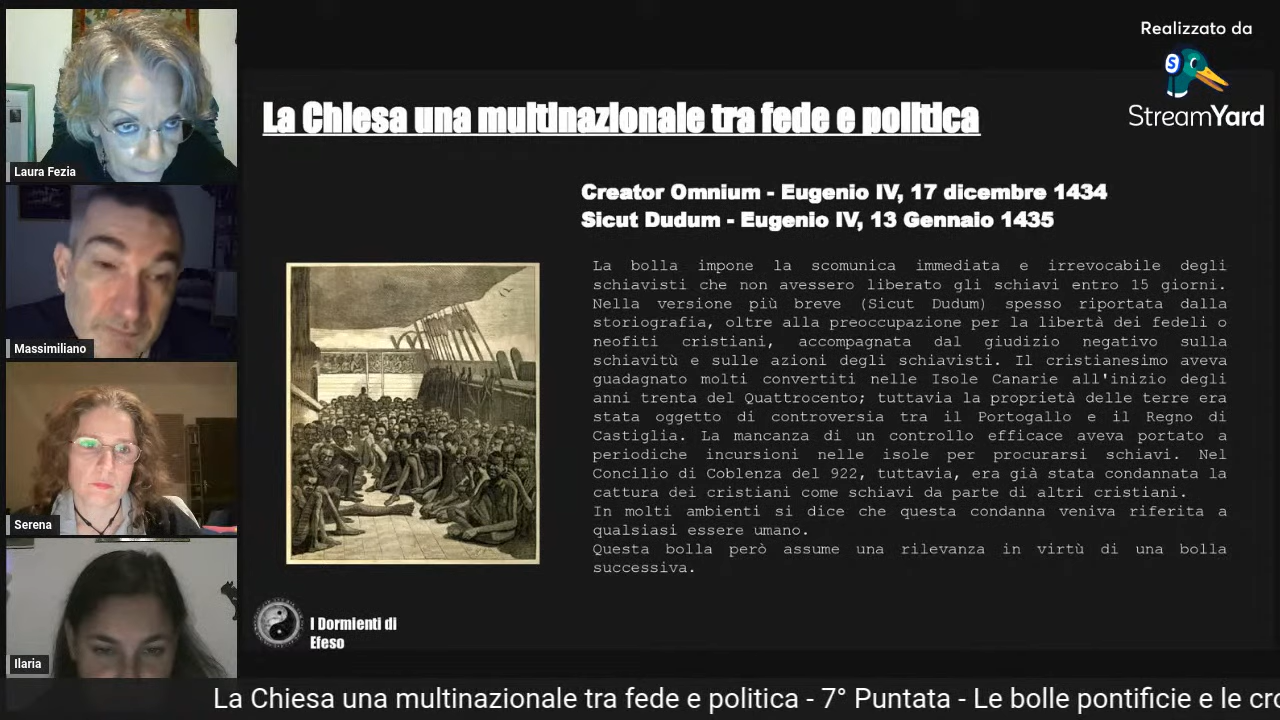 Realizzato da
StreamYard
La Chiesa una multinazionale tra fede e politica
Creator Omnium - Eugenio IV, 17 dicembre 1434
Sicut Dudum - Eugenio IV, 13 Gennaio 1435
La bolla impone la scomunica immediata e irrevocabile degli
schiavisti che non avessero liberato gli schiavi entro 15 giorni.
Nella versione più breve (Sicut Dudum) spesso riportata dalla
storiografia, oltre alla preoccupazione per la libertà dei fedeli o
neofiti cristiani, accompagnata dal giudizio negativo sulla
schiavitù e sulle azioni degli schiavisti. Il cristianesimo aveva
guadagnato molti convertiti nelle Isole Canarie all'inizio degli
anni trenta del Quattrocento; tuttavia la proprietà delle terre era
stata oggetto di controversia tra il Portogallo e il Regno di
Castiglia. La mancanza di un controllo efficace aveva portato a
periodiche incursioni nelle isole per procurarsi schiavi. Nel
Concilio di Coblenza del 922, tuttavia, era già stata condannata la
cattura dei cristiani come schiavi da parte di altri cristiani.
In molti ambienti si dice che questa condanna veniva riferita a
qualsiasi essere umano.
Questa bolla però assume una rilevanza in virtù di una bolla
successiva.
I Dormienti di
Efeso
Laura Fezia
Massimiliano
Serena
Ilaria
La Chiesa una multinazionale tra fede e politica - 7° Puntata - Le bolle pontificie e le cro